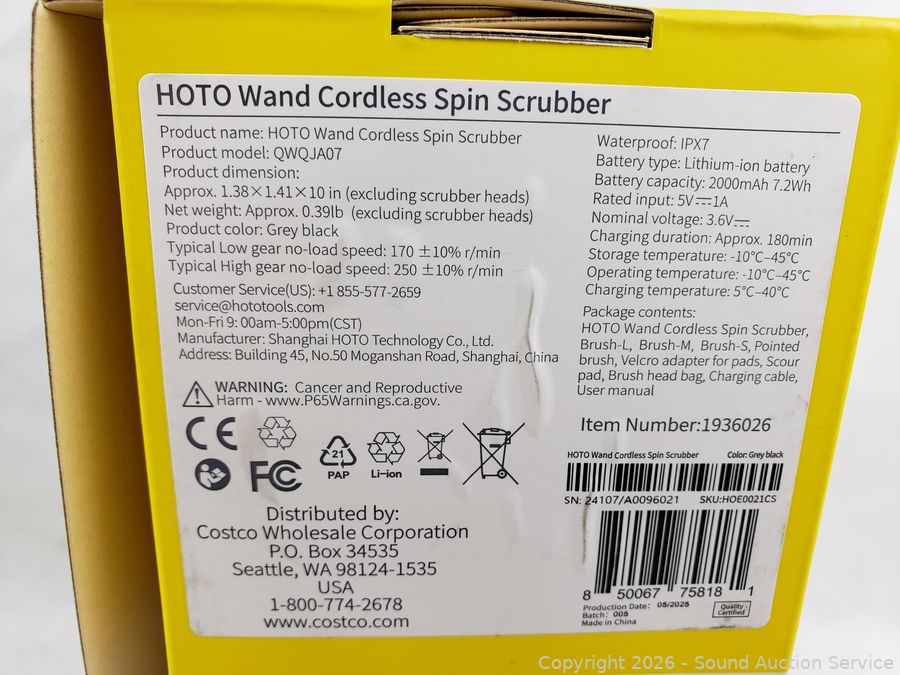 HOTO Wand Cordless Spin Scrubber
Product name: HOTO Wand Cordless Spin Scrubber
Product model: QWQJA07
Product dimension:
Approx. 1.38×1.41×10 in (excluding scrubber heads)
Net weight: Approx. 0.39lb (excluding scrubber heads)
Product color: Grey black
Typical Low gear no-load speed: 170 ±10% r/min
Typical High gear no-load speed: 250 ±10% r/min
Customer Service(US): +1 855-577-2659
service@hototools.com
Mon-Fri 9: 00am-5:00pm(CST)
Manufacturer: Shanghai HOTO Technology Co., Ltd.
Address: Building 45, No.50 Moganshan Road, Shanghai, China
WARNING: Cancer and Reproductive
Harm - www.P65Warnings.ca.gov.
CE
FC
21
PAP
Li-ion
Distributed by:
Costco Wholesale Corporation
P.O. Box 34535
Seattle, WA 98124-1535
USA
1-800-774-2678
www.costco.com
Waterproof: IPX7
Battery type: Lithium-ion battery
Battery capacity: 2000mAh 7.2Wh
Rated input: 5V⎓1A
Nominal voltage: 3.6V⎓
Charging duration: Approx. 180min
Storage temperature: -10°C–45°C
Operating temperature: -10°C–45°C
Charging temperature: 5°C–40°C
Package contents:
HOTO Wand Cordless Spin Scrubber,
Brush-L, Brush-M, Brush-S, Pointed
brush, Velcro adapter for pads, Scour
pad, Brush head bag, Charging cable,
User manual
Item Number:1936026
HOTO Wand Cordless Spin Scrubber Color: Grey black
SN: 24107/A0096021 SKU:HOE0021CS
8 50067 75818 1
Production Date: 05/2025
Batch: 005
Made in China
Quality Certified
Copyright 2026 - Sound Auction Service